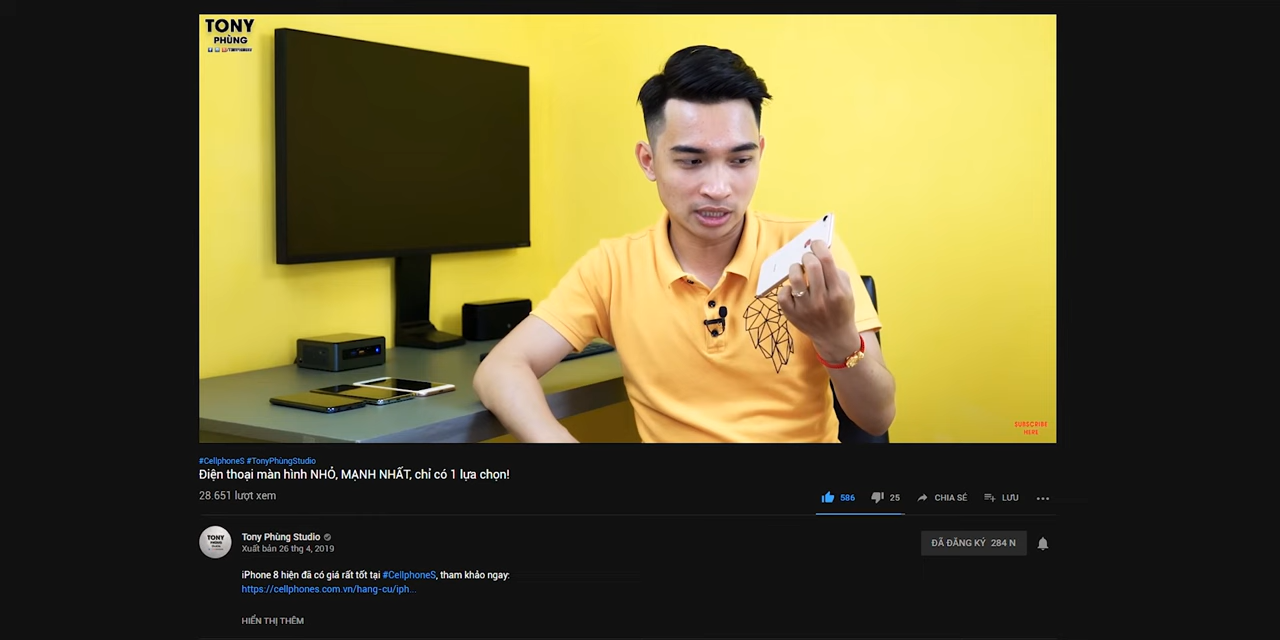 TONY
PHÙNG
SUBSCRIBE
HERE
#CellphoneS #TonyPhùngStudio
Điện thoại màn hình NHỎ, MẠNH NHẤT, chỉ có 1 lựa chọn!
28.651 lượt xem
586
25
CHIA SẺ
LƯU
TONY
PHÙNG
Tony Phùng Studio
Xuất bản 26 thg 4, 2019
ĐÃ ĐĂNG KÝ 284 N
iPhone 8 hiện đã có giá rất tốt tại #CellphoneS, tham khảo ngay:
https://cellphones.com.vn/hang-cu/iph...
HIỂN THỊ THÊM